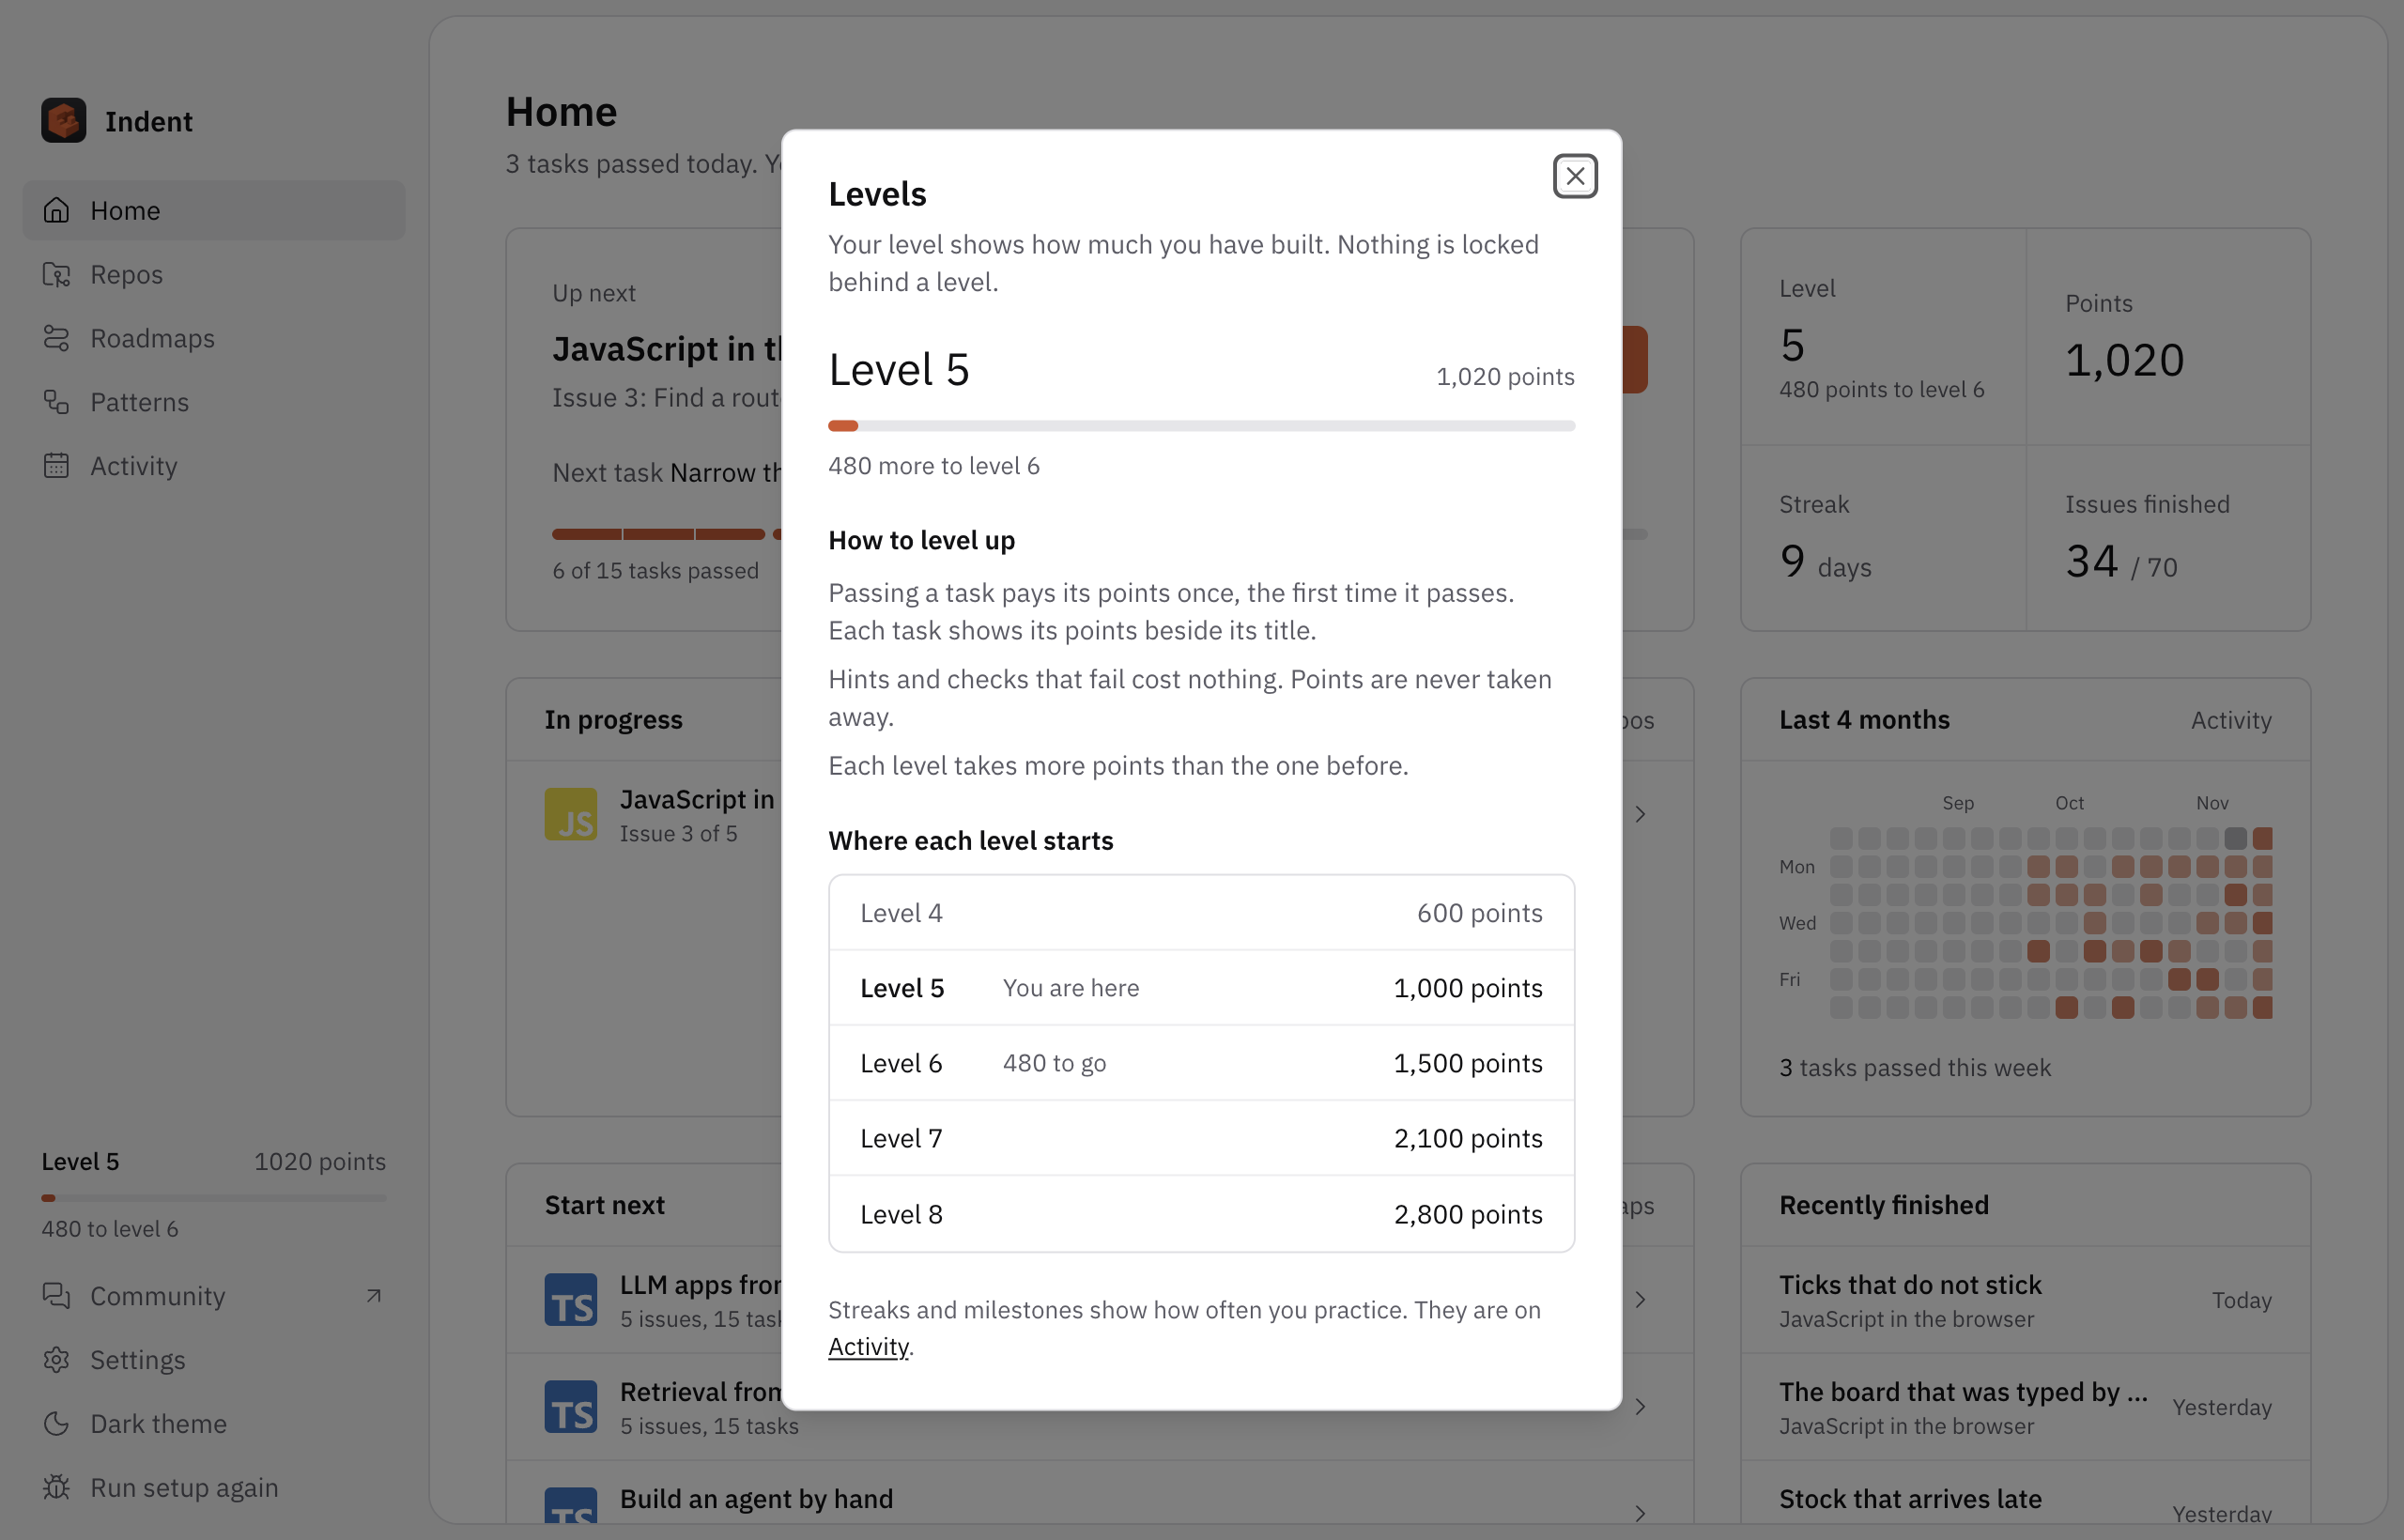 Indent
Home
Repos
Roadmaps
Patterns
Activity
Level 5
1020 points
480 to level 6
Community
Settings
Dark theme
Run setup again
Home
3 tasks passed today.
Up next
JavaScript in
Issue 3: Find a
Next task Narrow
6 of 15 tasks passed
Level
5
480 points to level 6
Points
1,020
Streak
9 days
Issues finished
34 / 70
In progress
JS
JavaScript in
Issue 3 of 5
Last 4 months
Activity
Sep
Oct
Nov
Mon
Wed
Fri
3 tasks passed this week
Start next
TS
LLM apps
5 issues, 15
TS
Retrieval
5 issues, 15 tasks
TS
Build an agent by hand
Recently finished
Ticks that do not stick
JavaScript in the browser
Today
The board that was typed by ...
JavaScript in the browser
Yesterday
Stock that arrives late
Yesterday
Levels
Your level shows how much you have built. Nothing is locked
behind a level.
Level 5
1,020 points
480 more to level 6
How to level up
Passing a task pays its points once, the first time it passes.
Each task shows its points beside its title.
Hints and checks that fail cost nothing. Points are never taken
away.
Each level takes more points than the one before.
Where each level starts
Level 4
600 points
Level 5
You are here
1,000 points
Level 6
480 to go
1,500 points
Level 7
2,100 points
Level 8
2,800 points
Streaks and milestones show how often you practice. They are on
Activity.